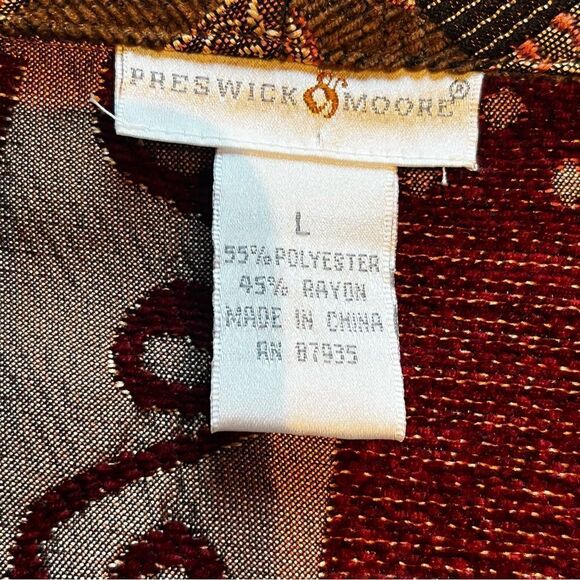 PRESWICK & MOORE®
L
55% POLYESTER
45% RAYON
MADE IN CHINA
RN 87935